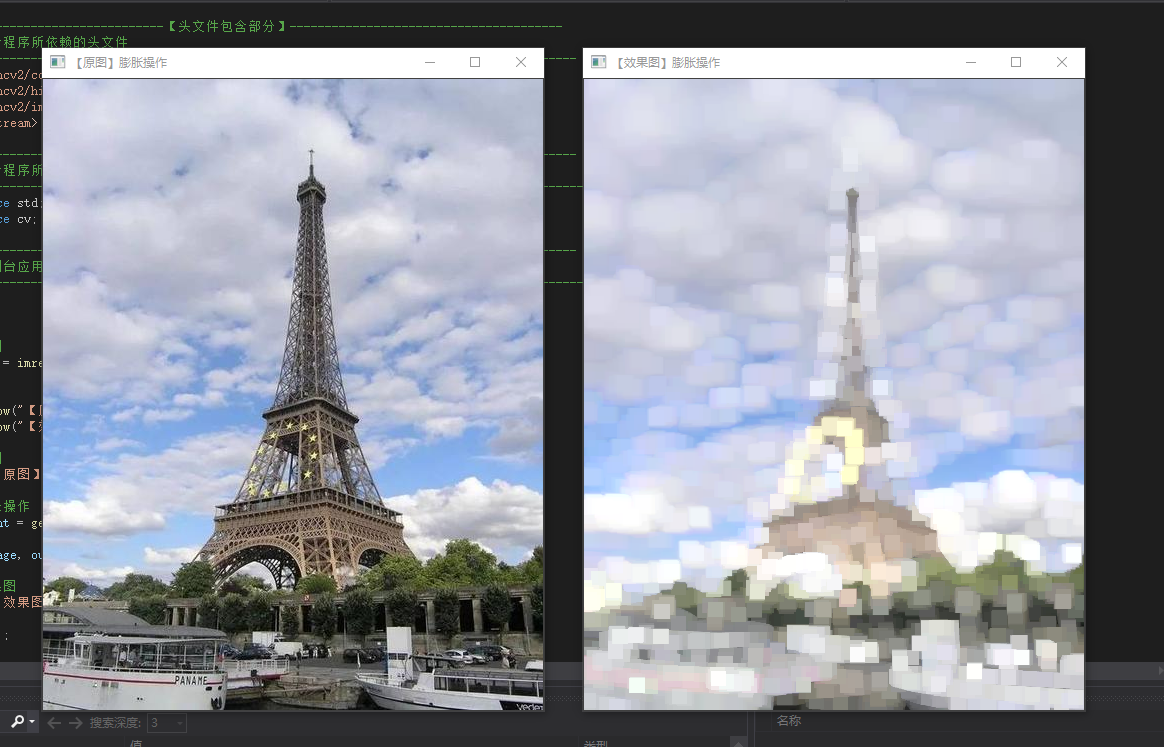 -----------------------【头文件包含部分】---------------------------------------
程序所依赖的头文件
【原图】膨胀操作
【效果图】膨胀操作
ncv2/co
ncv2/hi
ncv2/im
tream>
程序所
ce std;
ce cv;
台应用
= imre
ow("【原
ow("【效
原图】
操作
nt = ge
age, ou
图
效果图
;
PANAME
Vedet
搜索深度: 3
名称
值
类型